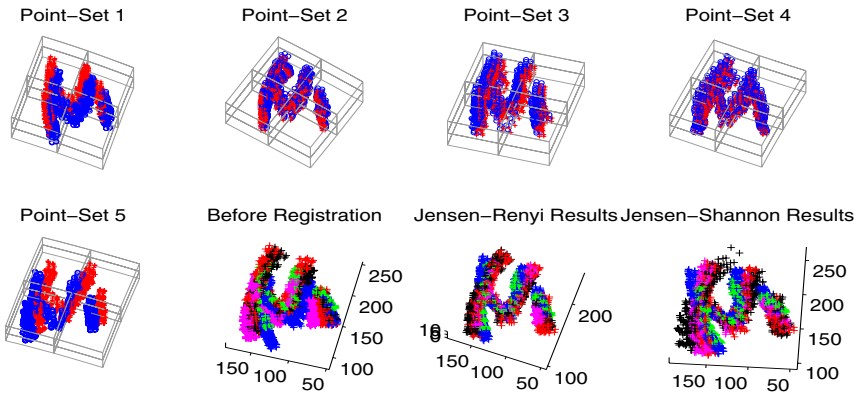 Point−Set 1
Point−Set 2
Point−Set 3
Point−Set 4
Point−Set 5
Before Registration
Jensen−Renyi Results
Jensen−Shannon Results
250
200
150
100
150
100
50
200
100
150
100
50
250
200
150
100
150
100
50